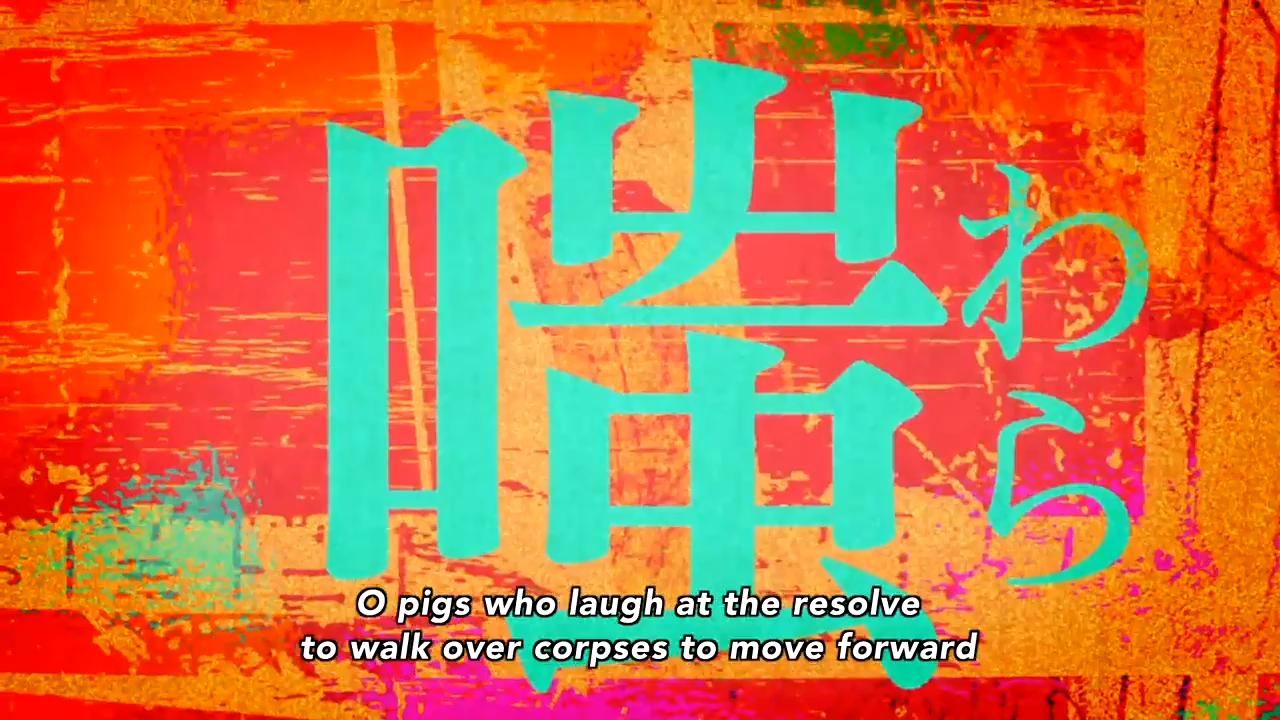 嗤
わら
O pigs who laugh at the resolve
to walk over corpses to move forward